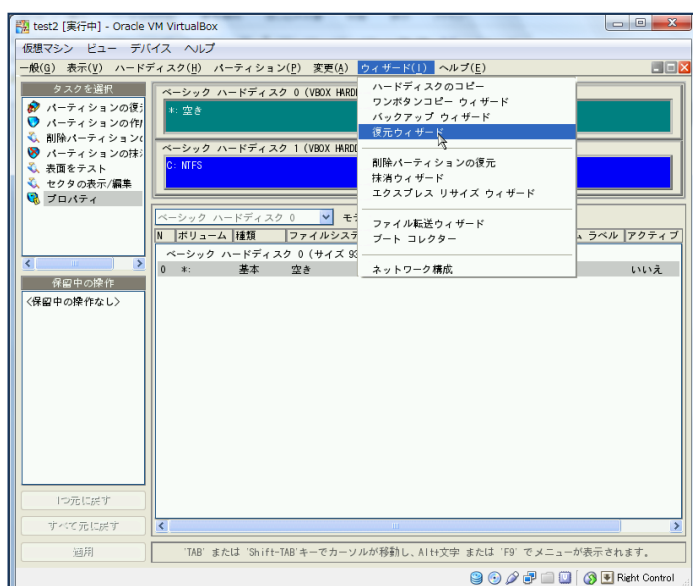 test2 [実行中] - Oracle VM VirtualBox
仮想マシン ビュー デバイス ヘルプ
一般(G) 表示(V) ハードディスク(H) パーティション(P) 変更(A) ウィザード(I) ヘルプ(E)
タスクを選択
パーティションの復
パーティションの作
削除パーティション
パーティションの抹
表面をテスト
セクタの表示/編集
プロパティ
保留中の操作
<保留中の操作なし>
1つ元に戻す
すべて元に戻す
適用
ベーシック ハードディスク 0 (VBOX HARD
*: 空き
ベーシック ハードディスク 1 (VBOX HARD
C: NTFS
ハードディスクのコピー
ワンボタンコピー ウィザード
バックアップ ウィザード
復元ウィザード
削除パーティションの復元
抹消ウィザード
エクスプレス リサイズ ウィザード
ファイル転送ウィザード
ブート コレクター
ネットワーク構成
ベーシック ハードディスク 0 モ
N ボリューム 種類 ファイルシステ ラベル アクティブ
ベーシック ハードディスク 0 (サイズ 93
0 *: 基本 空き いいえ
'TAB' または 'Shift-TAB'キーでカーソルが移動し、Alt+文字 または 'F9' でメニューが表示されます。
Right Control